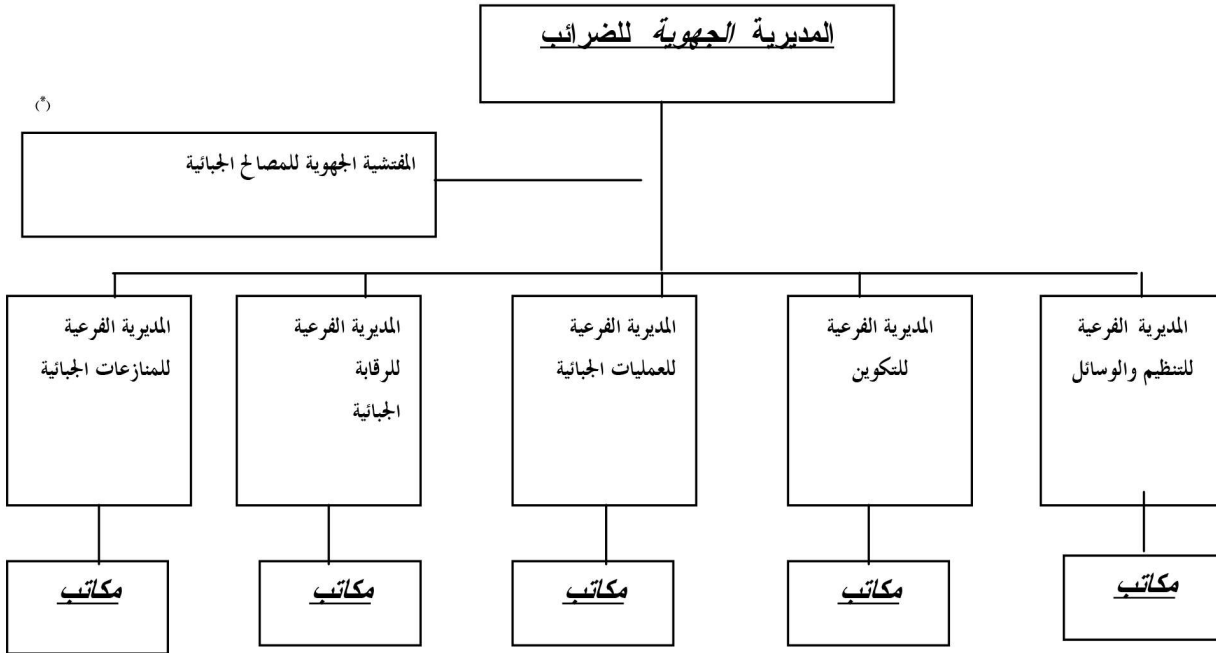 المديرية الجهوية للضرائب
(*)
المفتشية الجهوية للمصالح الجبائية
المديرية الفرعية
للتنظيم والوسائل
المديرية الفرعية
للتكوين
المديرية الفرعية
للعمليات الجبائية
المديرية الفرعية
للرقابة
الجبائية
المديرية الفرعية
للمنازعات الجبائية
مكاتب
مكاتب
مكاتب
مكاتب
مكاتب